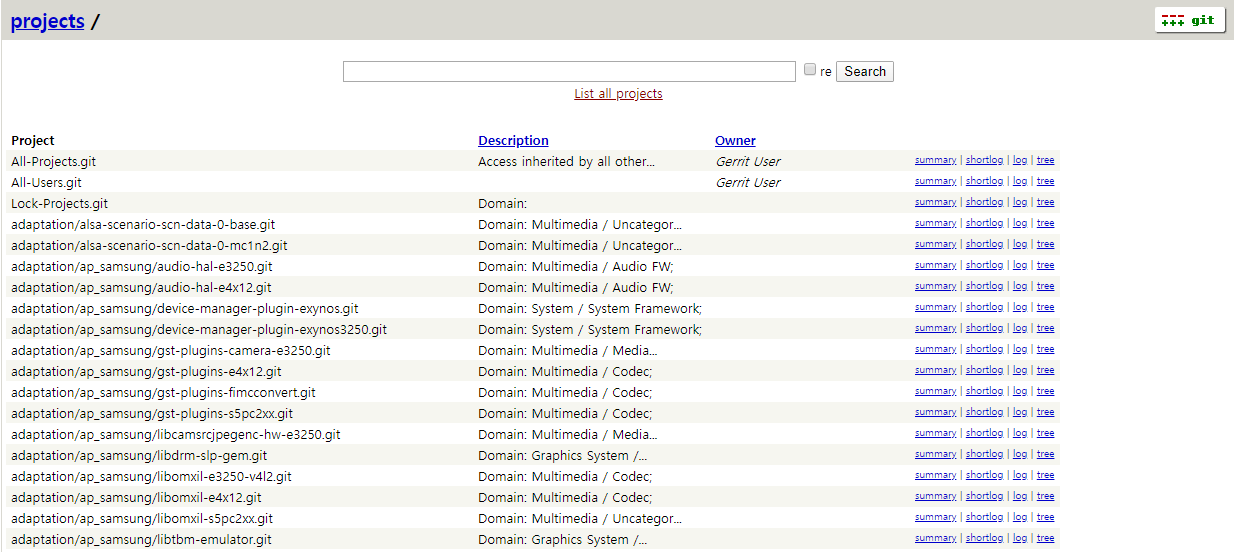 projects /
git
re Search
List all projects
Project Description Owner
All-Projects.git Access inherited by all other... Gerrit User summary | shortlog | log | tree
All-Users.git Gerrit User summary | shortlog | log | tree
Lock-Projects.git Domain: summary | shortlog | log | tree
adaptation/alsa-scenario-scn-data-0-base.git Domain: Multimedia / Uncategor... summary | shortlog | log | tree
adaptation/alsa-scenario-scn-data-0-mc1n2.git Domain: Multimedia / Uncategor... summary | shortlog | log | tree
adaptation/ap_samsung/audio-hal-e3250.git Domain: Multimedia / Audio FW; summary | shortlog | log | tree
adaptation/ap_samsung/audio-hal-e4x12.git Domain: Multimedia / Audio FW; summary | shortlog | log | tree
adaptation/ap_samsung/device-manager-plugin-exynos.git Domain: System / System Framework; summary | shortlog | log | tree
adaptation/ap_samsung/device-manager-plugin-exynos3250.git Domain: System / System Framework; summary | shortlog | log | tree
adaptation/ap_samsung/gst-plugins-camera-e3250.git Domain: Multimedia / Media... summary | shortlog | log | tree
adaptation/ap_samsung/gst-plugins-e4x12.git Domain: Multimedia / Codec; summary | shortlog | log | tree
adaptation/ap_samsung/gst-plugins-fimcconvert.git Domain: Multimedia / Codec; summary | shortlog | log | tree
adaptation/ap_samsung/gst-plugins-s5pc2xx.git Domain: Multimedia / Codec; summary | shortlog | log | tree
adaptation/ap_samsung/libcamsrcjpegenc-hw-e3250.git Domain: Multimedia / Media... summary | shortlog | log | tree
adaptation/ap_samsung/libdrm-slp-gem.git Domain: Graphics System /... summary | shortlog | log | tree
adaptation/ap_samsung/libomxil-e3250-v4l2.git Domain: Multimedia / Codec; summary | shortlog | log | tree
adaptation/ap_samsung/libomxil-e4x12.git Domain: Multimedia / Codec; summary | shortlog | log | tree
adaptation/ap_samsung/libomxil-s5pc2xx.git Domain: Multimedia / Uncategor... summary | shortlog | log | tree
adaptation/ap_samsung/libtbm-emulator.git Domain: Graphics System /... summary | shortlog | log | tree